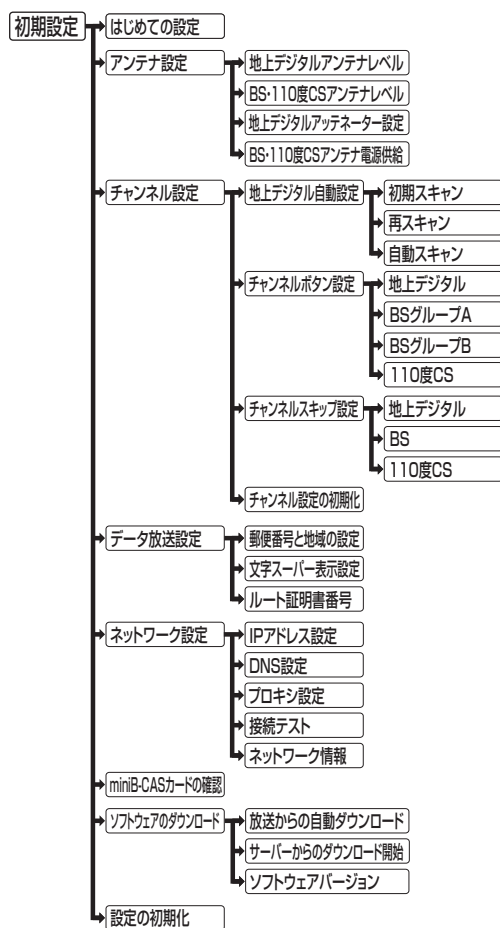 初期設定
はじめての設定
アンテナ設定
地上デジタルアンテナレベル
BS・110度CSアンテナレベル
地上デジタルアッテネーター設定
BS・110度CSアンテナ電源供給
チャンネル設定
地上デジタル自動設定
初期スキャン
再スキャン
自動スキャン
チャンネルボタン設定
地上デジタル
BSグループA
BSグループB
110度CS
チャンネルスキップ設定
地上デジタル
BS
110度CS
チャンネル設定の初期化
データ放送設定
郵便番号と地域の設定
文字スーパー表示設定
ルート証明書番号
ネットワーク設定
IPアドレス設定
DNS設定
プロキシ設定
接続テスト
ネットワーク情報
miniB-CASカードの確認
ソフトウェアのダウンロード
放送からの自動ダウンロード
サーバーからのダウンロード開始
ソフトウェアバージョン
設定の初期化